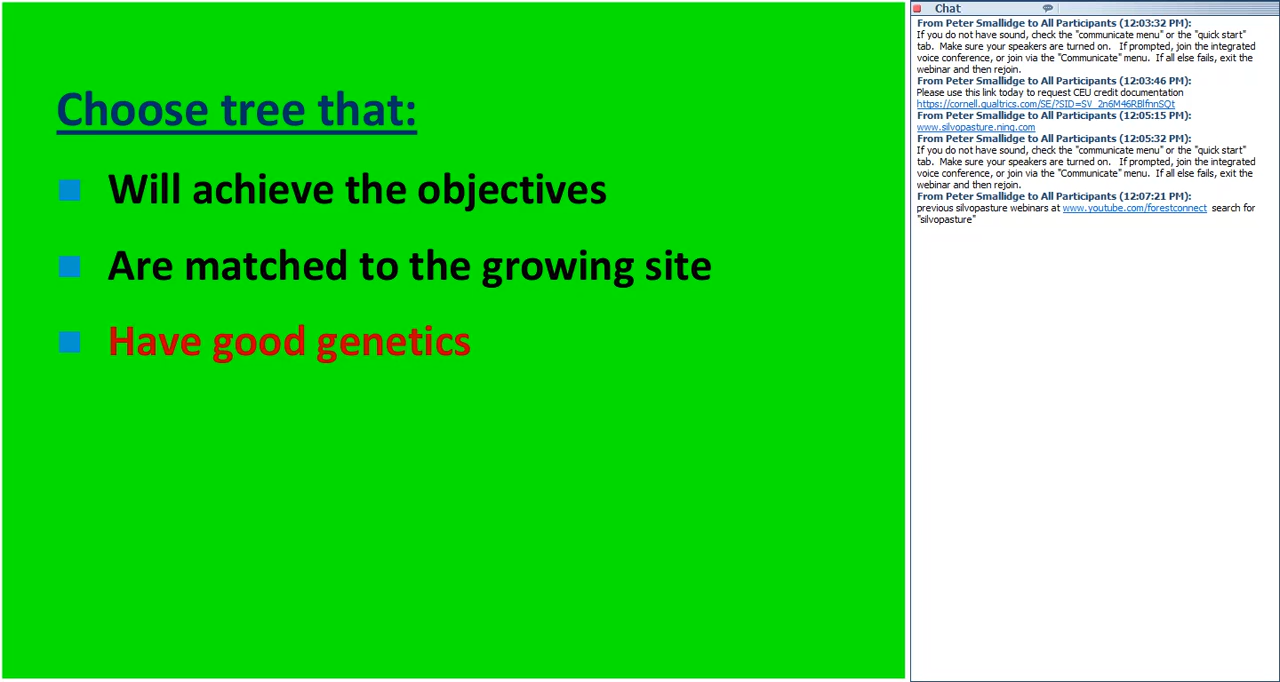 Choose tree that:
Will achieve the objectives
Are matched to the growing site
Have good genetics
Chat
From Peter Smallidge to All Participants (12:03:32 PM):
If you do not have sound, check the "communicate menu" or the "quick start"
tab. Make sure your speakers are turned on. If prompted, join the integrated
voice conference, or join via the "Communicate" menu. If all else fails, exit the
webinar and then rejoin.
From Peter Smallidge to All Participants (12:03:46 PM):
Please use this link today to request CEU credit documentation
https://cornell.qualtrics.com/SE/?SID=SV_2n6M46RBlfnnSQt
From Peter Smallidge to All Participants (12:05:15 PM):
www.silvopasture.ning.com
From Peter Smallidge to All Participants (12:05:32 PM):
If you do not have sound, check the "communicate menu" or the "quick start"
tab. Make sure your speakers are turned on. If prompted, join the integrated
voice conference, or join via the "Communicate" menu. If all else fails, exit the
webinar and then rejoin.
From Peter Smallidge to All Participants (12:07:21 PM):
previous silvopasture webinars at www.youtube.com/forestconnect search for
"silvopasture"